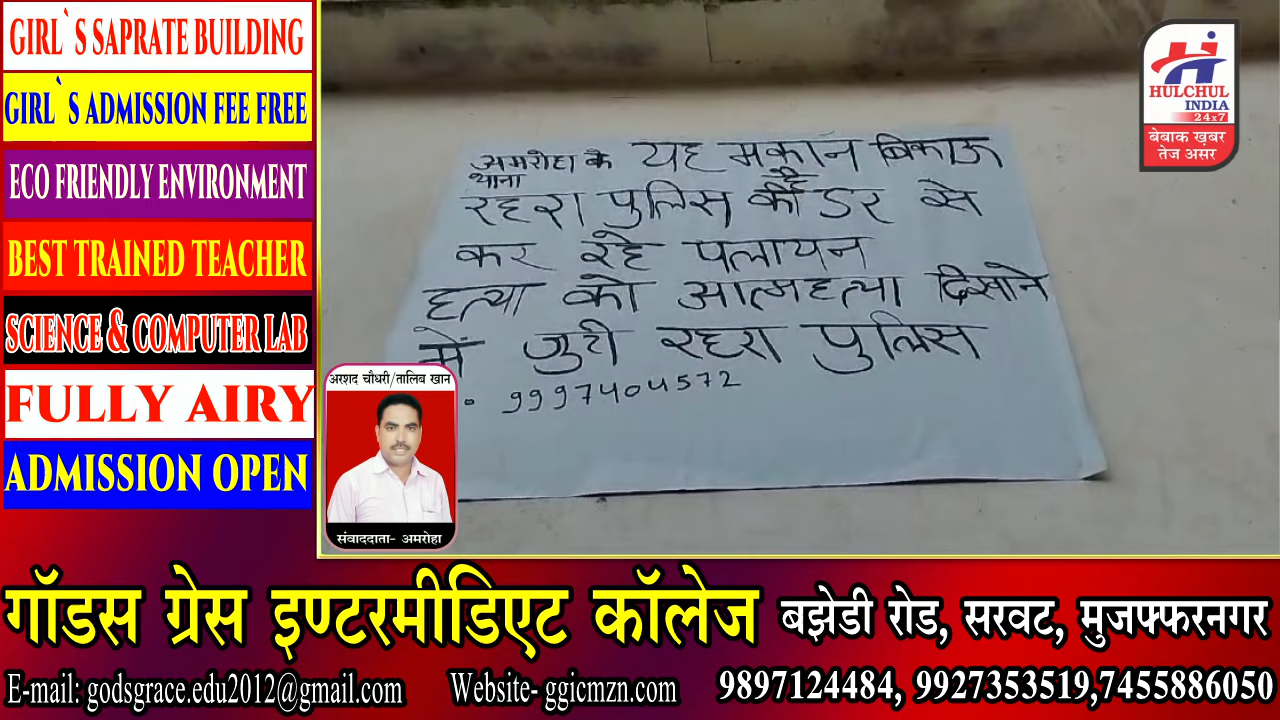 GIRL`S SAPRATE BUILDING
GIRL`S ADMISSION FEE FREE
ECO FRIENDLY ENVIRONMENT
BEST TRAINED TEACHER
SCIENCE & COMPUTER LAB
FULLY AIRY
ADMISSION OPEN
HULCHUL
INDIA
24x7
बेबाक खबर
तेज असर
अमरोहा के यह मकान बिकाऊ है
थाना
रहरा पुलिस की डर से
कर रहे पलायन
हत्या को आत्महत्या दिखाने
में जुटी रहरा पुलिस
9997404572
अरशद चौधरी/तालिब खान
संवाददाता- अमरोहा
गॉडस ग्रेस इण्टरमीडिएट कॉलेज बझेडी रोड, सरवट, मुजफ्फरनगर
E-mail: godsgrace.edu2012@gmail.com Website- ggicmzn.com 9897124484, 9927353519,7455886050